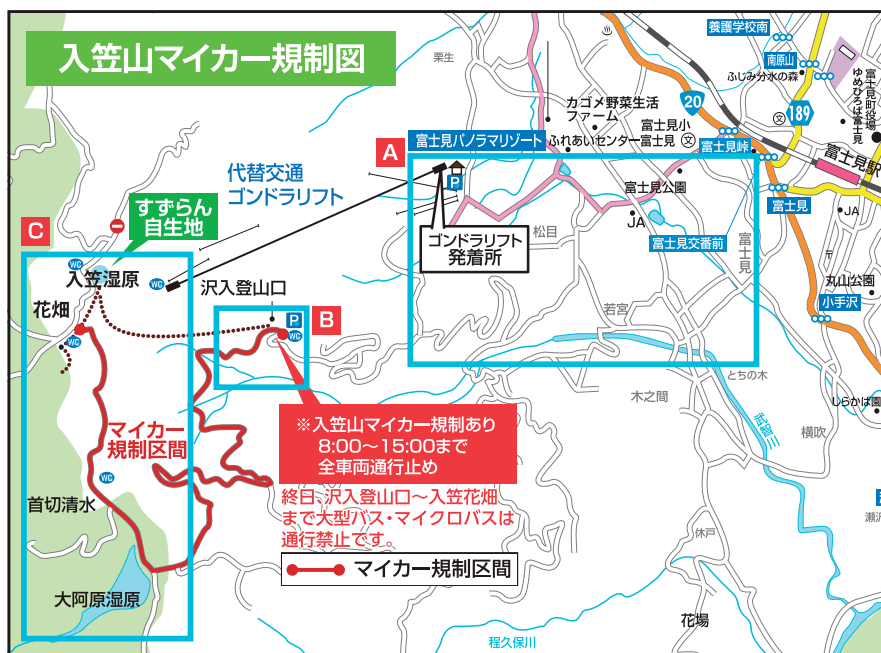 入笠山マイカー規制図
栗生
養護学校南
南原山
ふじみ分水の森
富士見町役場
ゆめひろば富士見
20
189
カゴメ野菜生活
ファーム
富士見小
文
文
A
富士見パノラマリゾート
ふれあいセンター富士見
富士見峠
富士見駅
代替交通
ゴンドラリフト
P
富士見公園
富士見
JA
JA
C
すずらん
自生地
ゴンドラリフト
発着所
松目
富士見交番前
富士見
〒
丸山公園
WC
入笠湿原
WC
沢入登山口
花畑
WC
P
B
WC
若宮
小手沢
とちの木
木之間
しらかば園
武智川
横吹
※入笠山マイカー規制あり
8:00〜15:00まで
全車両通行止め
マイカー
規制区間
WC
首切清水
終日、沢入登山口〜入笠花畑
まで大型バス・マイクロバスは
通行禁止です。
マイカー規制区間
瀬沢
休戸
大阿原湿原
花場
程久保川